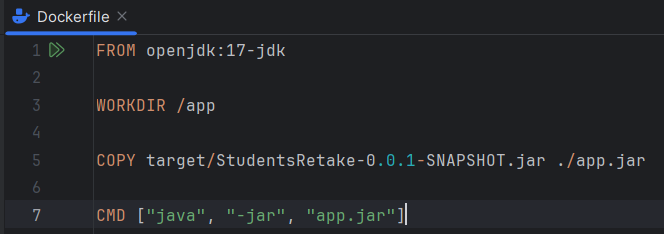 Dockerfile
1 FROM openjdk:17-jdk
2
3 WORKDIR /app
4
5 COPY target/StudentsRetake-0.0.1-SNAPSHOT.jar ./app.jar
6
7 CMD ["java", "-jar", "app.jar"]